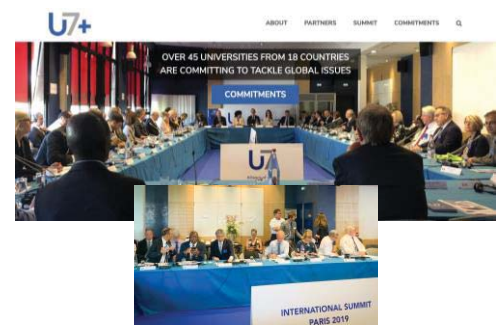 U7+
ABOUT PARTNERS SUMMIT COMMITMENTS
OVER 45 UNIVERSITIES FROM 18 COUNTRIES
ARE COMMITTING TO TACKLE GLOBAL ISSUES
COMMITMENTS
U7
INTERNATIONAL SUMMIT
PARIS 2019